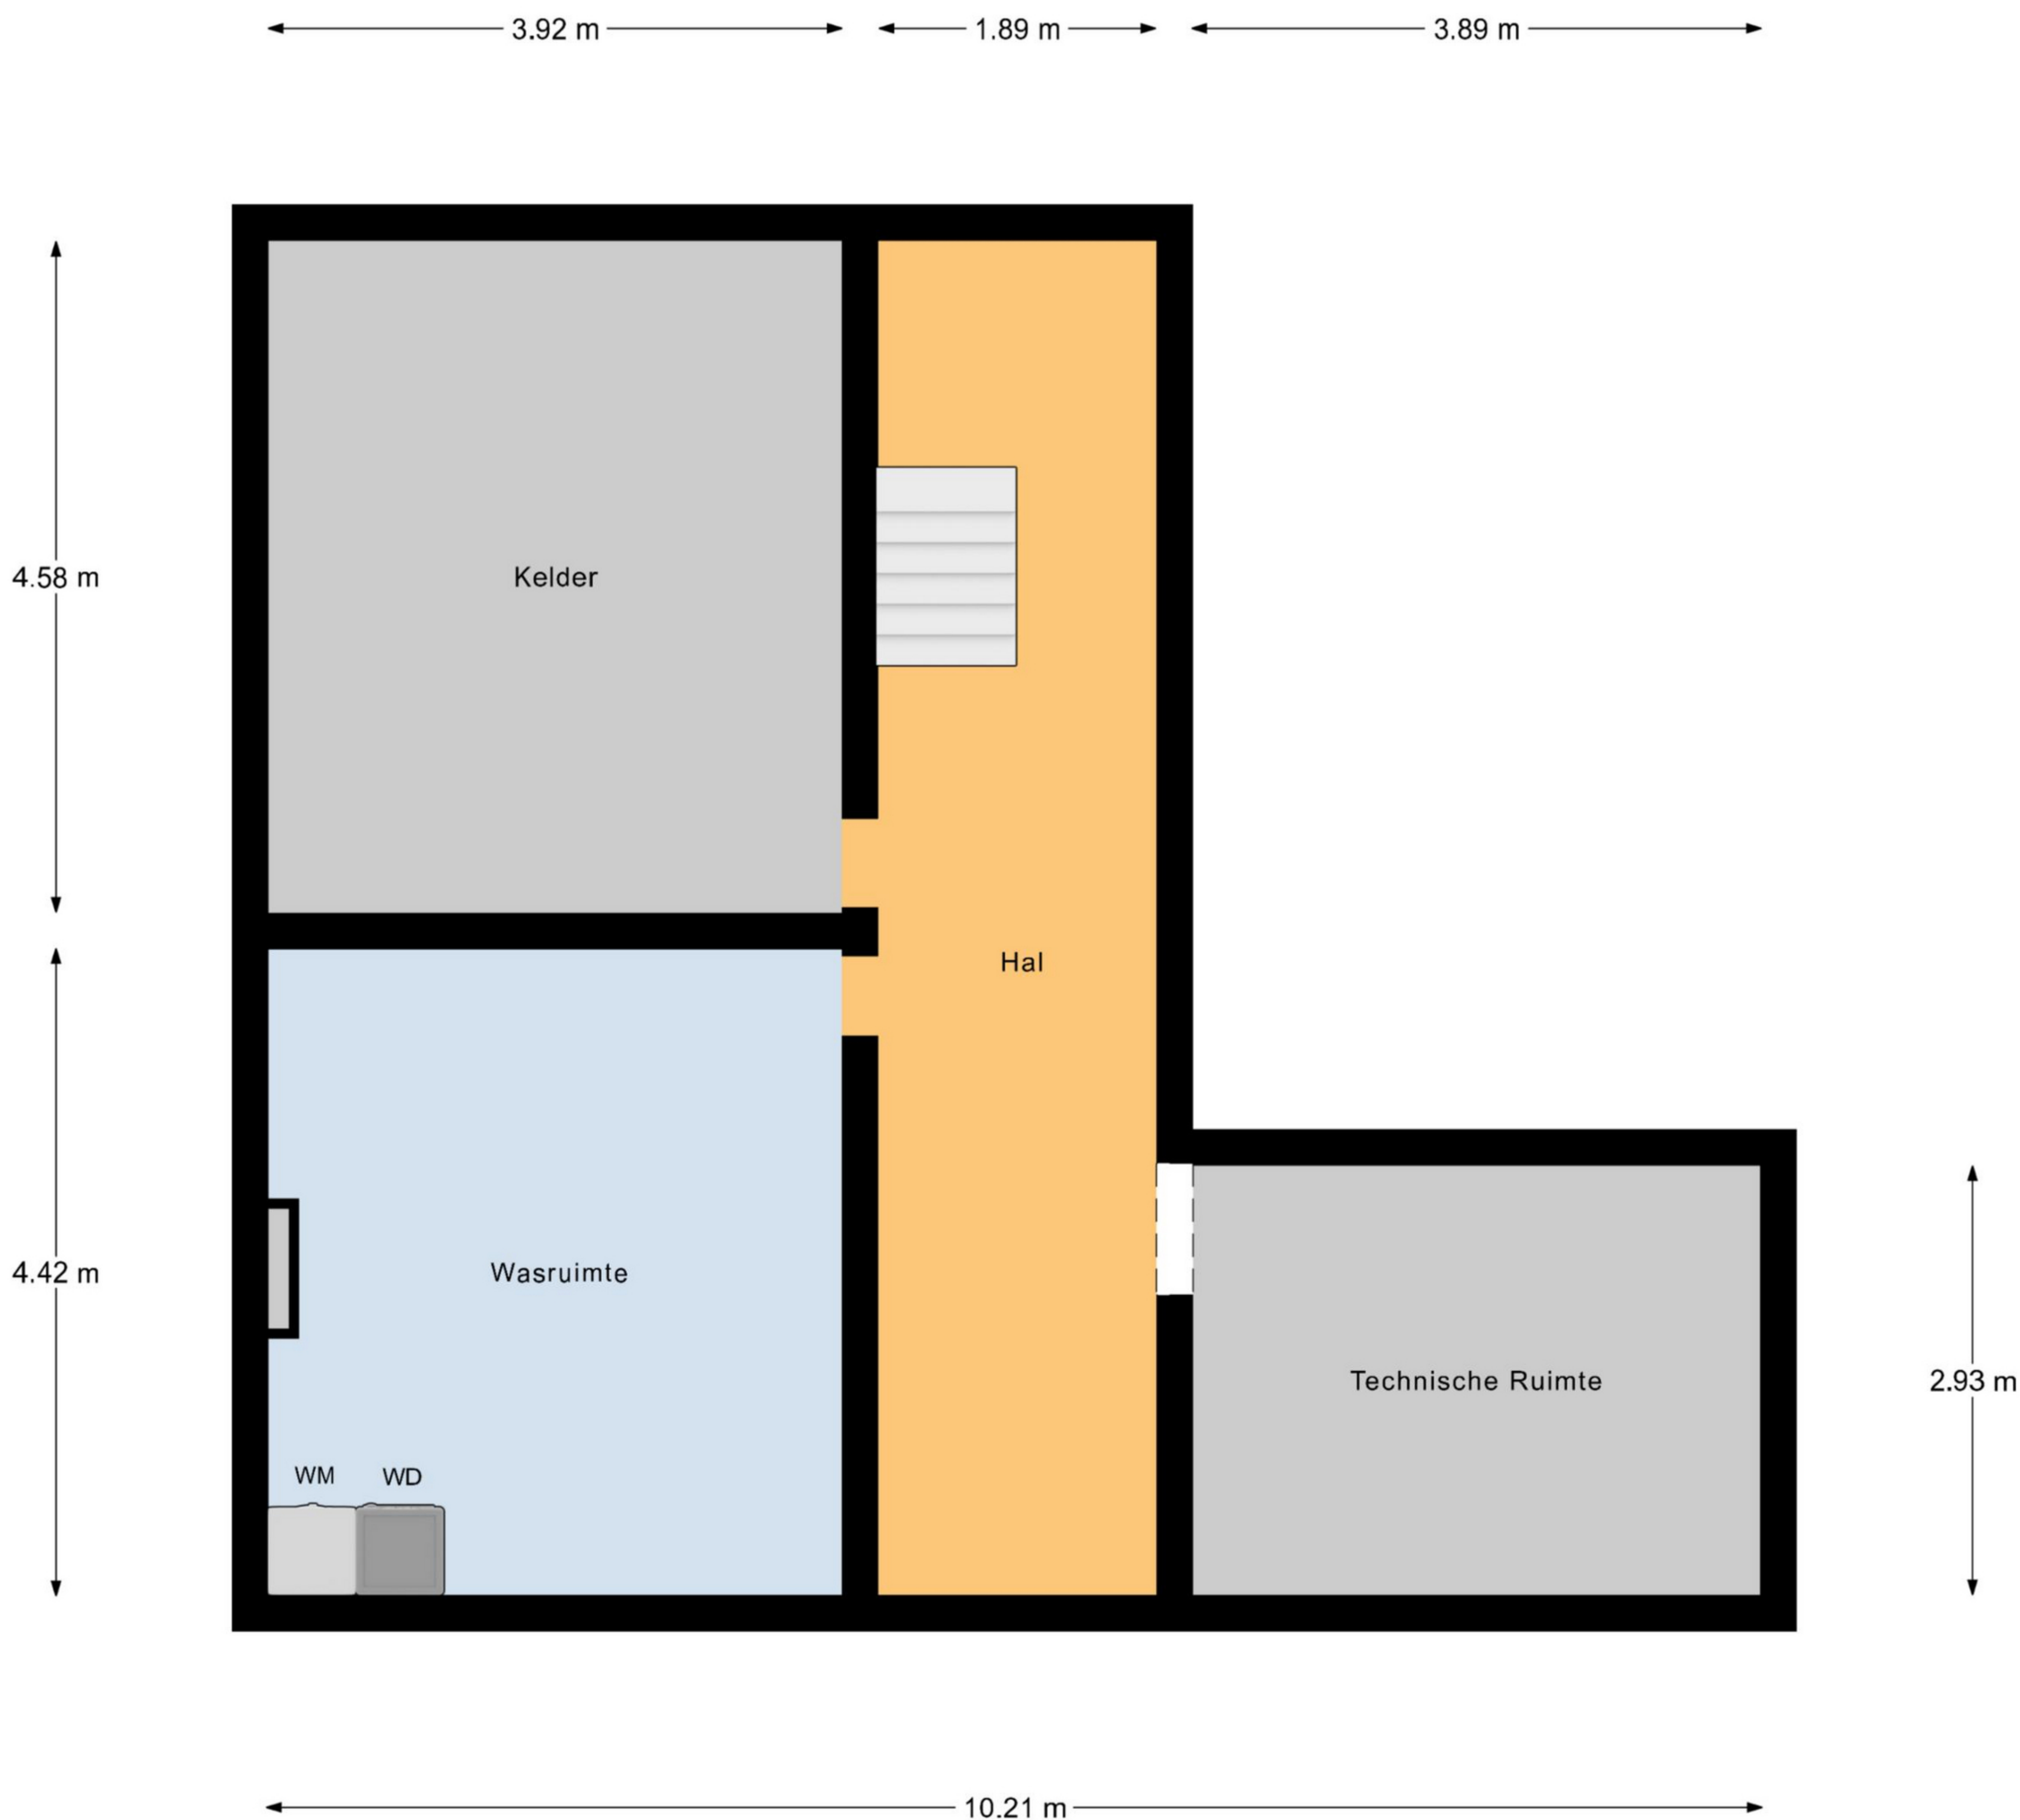 3.92 m
1.89 m
3.89 m
4.58 m
Kelder
Hal
4.42 m
Wasruimte
Technische Ruimte
2.93 m
WM
WD
10.21 m